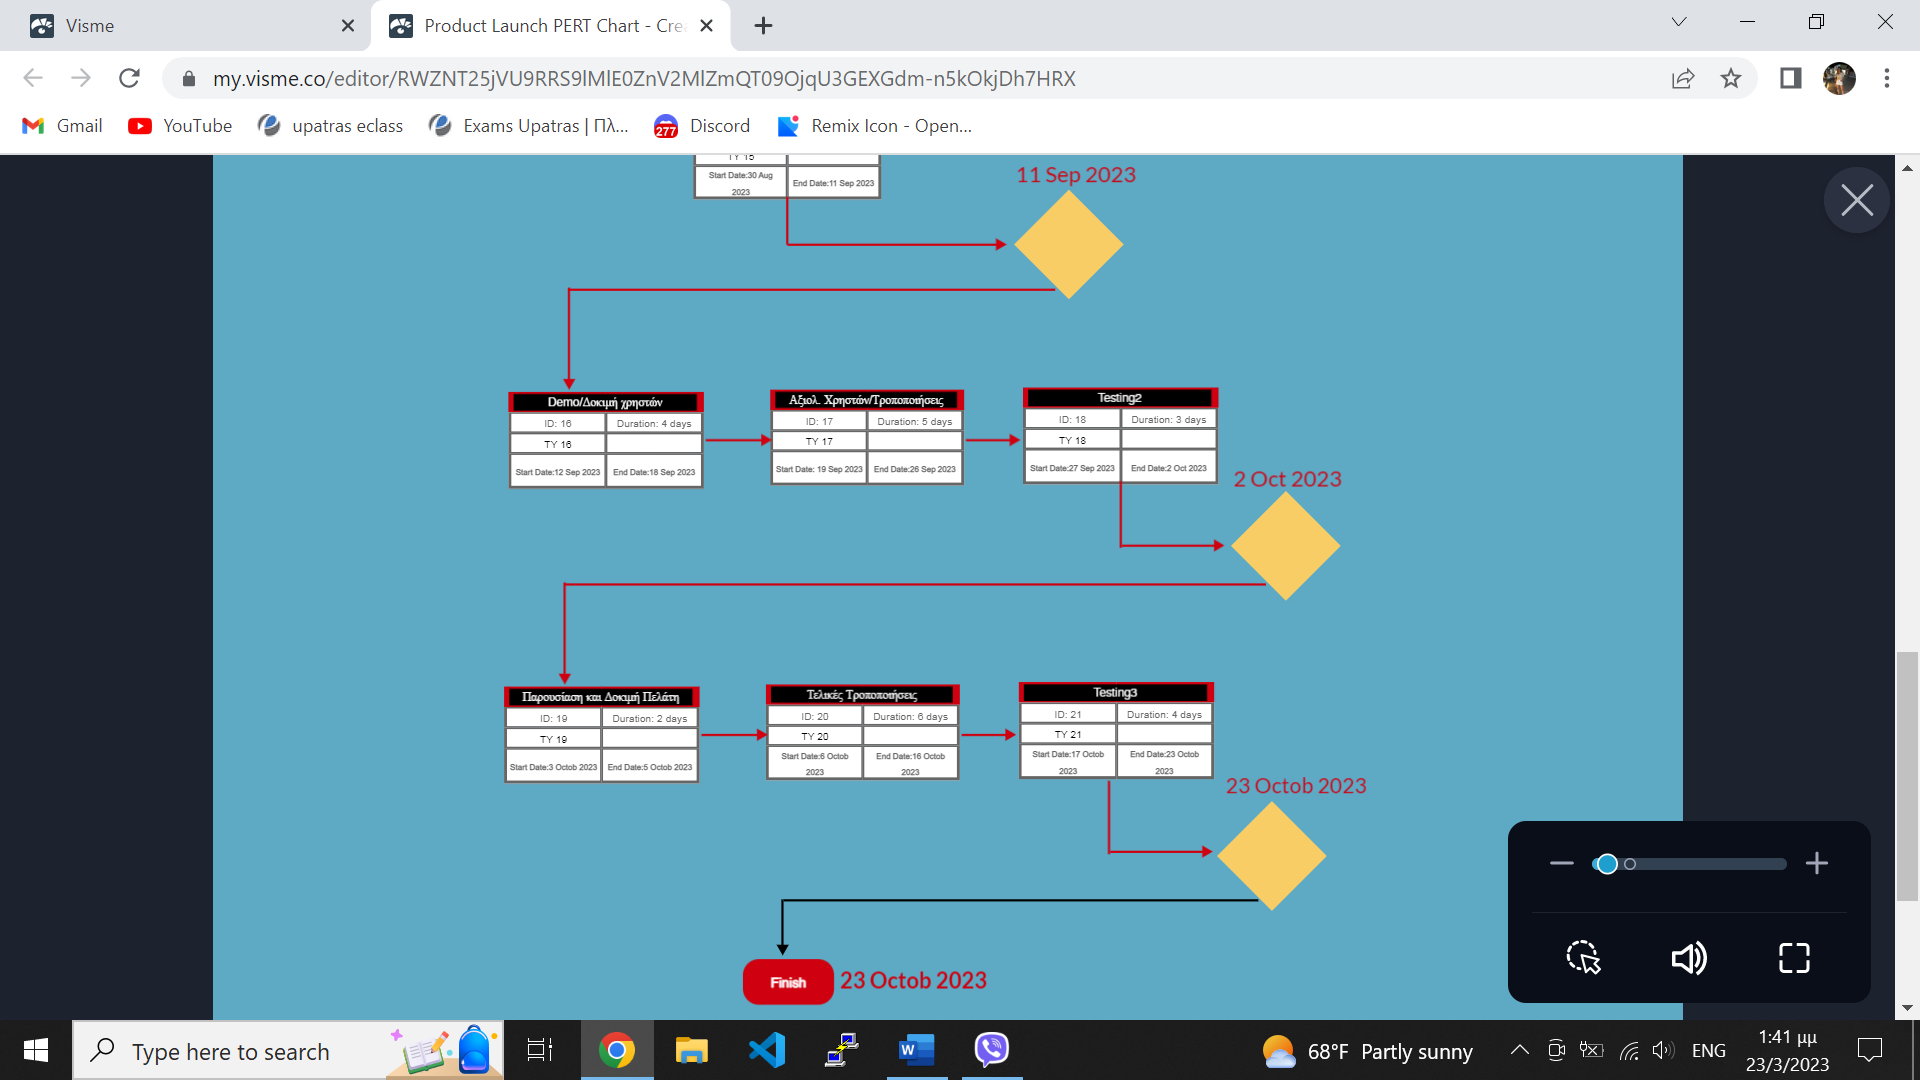 Visme
Product Launch PERT Chart - Crea
my.visme.co/editor/RWZNT25jVU9RRS9lMlE0ZnV2MlZmQT09OjqU3GEXGdm-n5kOkjDh7HRX
Gmail
YouTube
upatras eclass
Exams Upatras | Πλ...
277
Discord
Remix Icon - Open...
TY 15
Start Date:30 Aug
2023
End Date:11 Sep 2023
11 Sep 2023
Demo/Δοκιμή χρηστών
ID: 16
Duration: 4 days
TY 16
Start Date:12 Sep 2023
End Date:18 Sep 2023
Αξιολ. Χρηστών/Τροποποιήσεις
ID: 17
Duration: 5 days
TY 17
Start Date: 19 Sep 2023
End Date:26 Sep 2023
Testing2
ID: 18
Duration: 3 days
TY 18
Start Date:27 Sep 2023
End Date:2 Oct 2023
2 Oct 2023
Παρουσίαση και Δοκιμή Πελάτη
ID: 19
Duration: 2 days
TY 19
Start Date:3 Octob 2023
End Date:5 Octob 2023
Τελικές Τροποποιήσεις
ID: 20
Duration: 6 days
TY 20
Start Date:6 Octob
2023
End Date:16 Octob
2023
Testing3
ID: 21
Duration: 4 days
TY 21
Start Date:17 Octob
2023
End Date:23 Octob
2023
23 Octob 2023
Finish
23 Octob 2023
Type here to search
68°F Partly sunny
ENG
1:41 μμ
23/3/2023